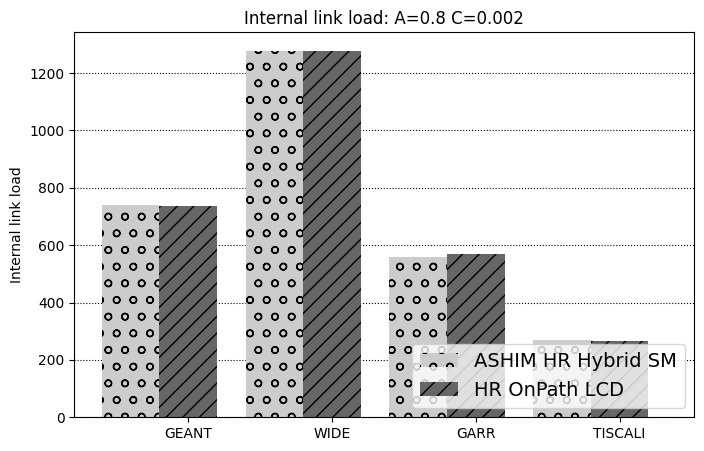 Internal link load: A=0.8 C=0.002
Internal link load
1200
1000
800
600
400
200
0
GEANT
WIDE
GARR
TISCALI
ASHIM HR Hybrid SM
HR OnPath LCD